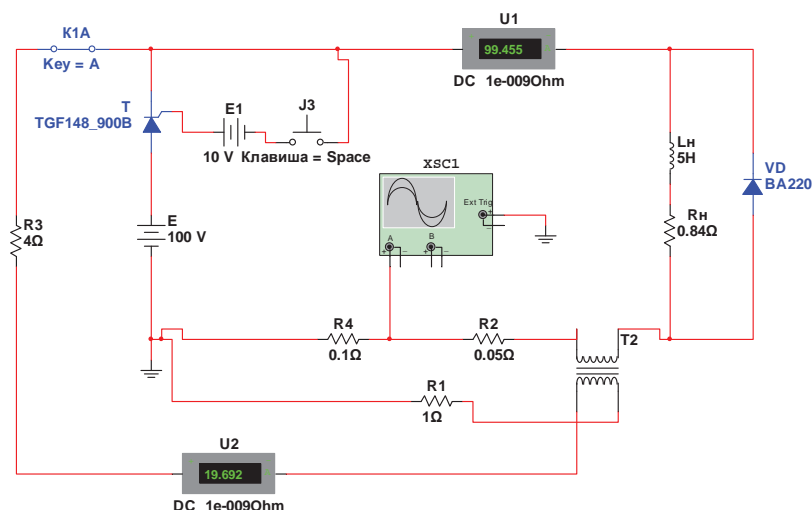 U1
K1A
99.455
Key = A
DC 1e-009Ohm
T
TGF148_900B
E1
J3
10 V
Клавиша = Space
Lн
5H
XSC1
VD
BA220
Ext Trig
+
–
R3
4Ω
E
100 V
Rн
0.84Ω
A
B
+ –
+ –
R4
R2
T2
0.1Ω
0.05Ω
R1
1Ω
U2
19.692
DC 1e-009Ohm